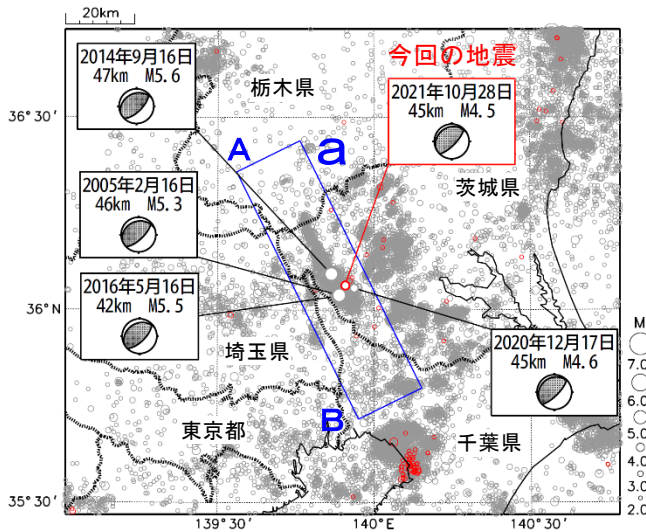 20km
2014年9月16日
47km M5.6
栃木県
今回の地震
2021年10月28日
45km M4.5
36°30′
A
a
茨城県
2005年2月16日
46km M5.3
36°N
2016年5月16日
42km M5.5
埼玉県
2020年12月17日
45km M4.6
M
7.0
6.0
5.0
4.0
3.0
2.0
B
東京都
千葉県
35°30′
139°30′
140°E
140°30′